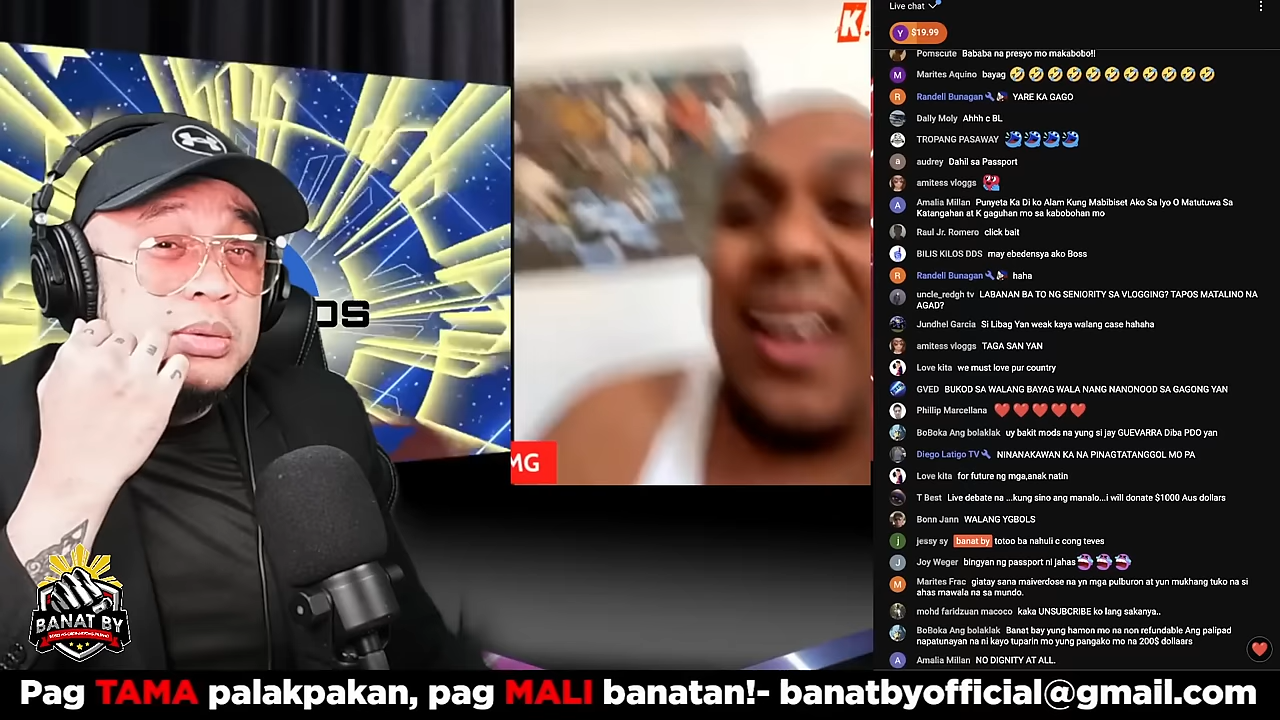 K!
DS
MG
BANAT BY
Live chat
Y $19.99
Pornscute Bababa na presyo mo makabobo!!
M Marites Aquino bayag 🤣🤣🤣🤣🤣🤣🤣🤣🤣🤣🤣
R Randell Bunagan YARE KA GAGO
Dally Moly Ahhh c BL
TROPANG PASAWAY
a audrey Dahil sa Passport
amitess vloggs
A Amalia Millan Punyeta Ka Di ko Alam Kung Mabibiset Ako Sa Iyo O Matutuwa Sa
Katangahan at K gaguhan mo sa kabobohan mo
Raul Jr. Romero click bait
BILIS KILOS DDS may ebedensya ako Boss
R Randell Bunagan haha
uncle_redgh tv LABANAN BA TO NG SENIORITY SA VLOGGING? TAPOS MATALINO NA
AGAD?
Jundhel Garcia Si Libag Yan weak kaya walang case hahaha
amitess vloggs TAGA SAN YAN
Love kita we must love pur country
GVED BUKOD SA WALANG BAYAG WALA NANG NANONOOD SA GAGONG YAN
Phillip Marcellana ❤️❤️❤️❤️❤️
BoBoka Ang bolaklak uy bakit mods na yung si jay GUEVARRA Diba PDO yan
Diego Latigo TV NINANAKAWAN KA NA PINAGTATANGGOL MO PA
Love kita for future ng mga,anak natin
T Best Live debate na ...kung sino ang manalo...i will donate $1000 Aus dollars
Bonn Jann WALANG YGBOLS
j jessy sy banat by totoo ba nahuli c cong teves
J Joy Weger bingyan ng passport ni jahas
M Marites Frac giatay sana maiverdose na yn mga pulburon at yun mukhang tuko na si
ahas mawala na sa mundo.
mohd faridzuan macoco kaka UNSUBCRIBE ko lang sakanya..
BoBoka Ang bolaklak Banat bay yung hamon mo na non refundable Ang palipad
napatunayan na ni kayo tuparin mo yung pangako mo na 200$ dollaars
A Amalia Millan NO DIGNITY AT ALL.
Pag TAMA palakpakan, pag MALI banatan!- banatbyofficial@gmail.com